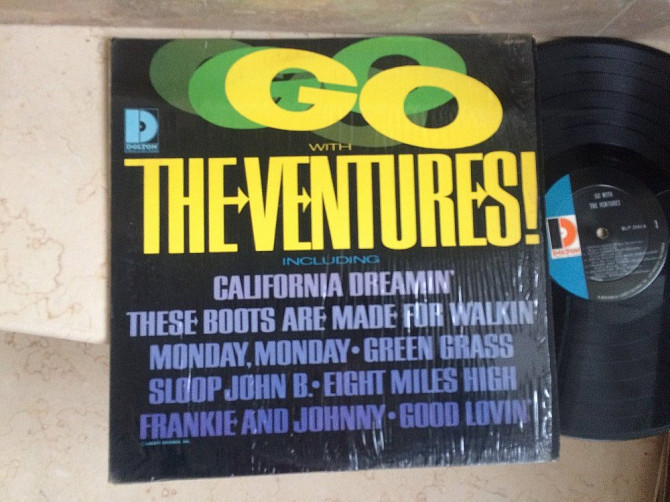 GO
DOLTON
WITH
THE VENTURES!
INCLUDING
CALIFORNIA DREAMIN'
THESE BOOTS ARE MADE FOR WALKIN'
MONDAY, MONDAY • GREEN GRASS
SLOOP JOHN B. • EIGHT MILES HIGH
FRANKIE AND JOHNNY • GOOD LOVIN'
GO WITH
THE VENTURES
DOLTON